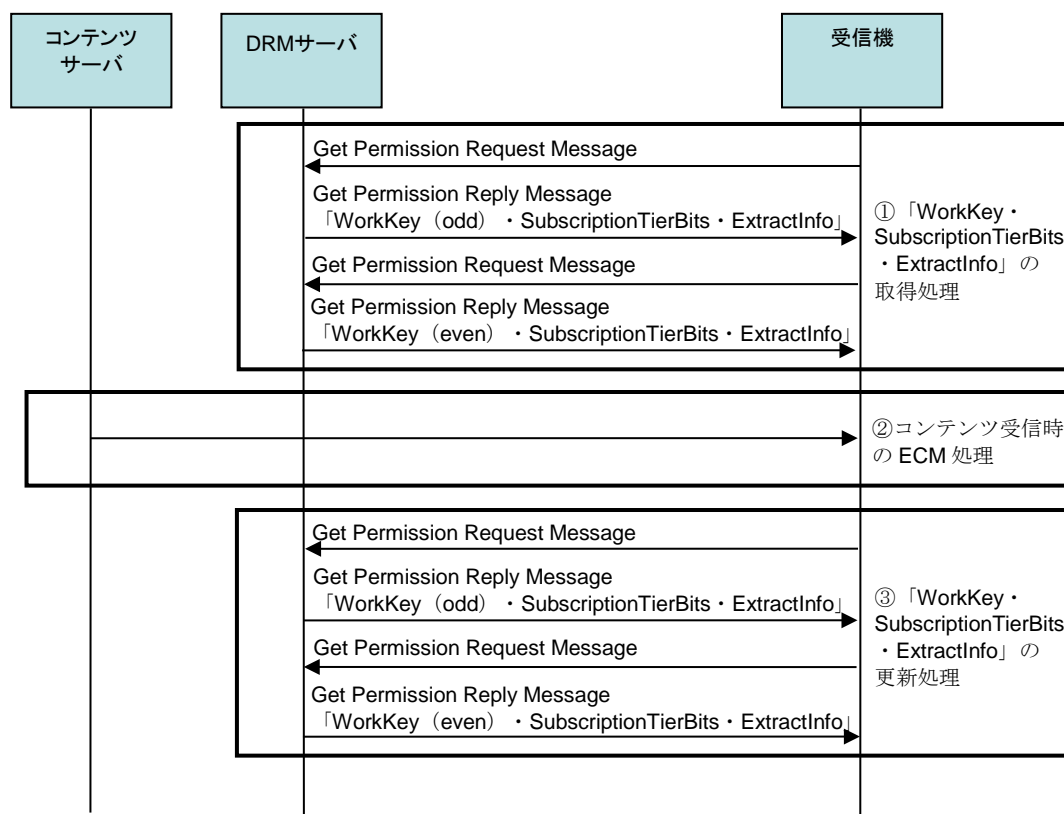 コンテンツ
サーバ
DRMサーバ
受信機
Get Permission Request Message
Get Permission Reply Message
「WorkKey（odd）・SubscriptionTierBits・ExtractInfo」
Get Permission Request Message
Get Permission Reply Message
「WorkKey（even）・SubscriptionTierBits・ExtractInfo」
①「WorkKey・
SubscriptionTierBits
・ExtractInfo」の
取得処理
②コンテンツ受信時
の ECM 処理
Get Permission Request Message
Get Permission Reply Message
「WorkKey（odd）・SubscriptionTierBits・ExtractInfo」
Get Permission Request Message
Get Permission Reply Message
「WorkKey（even）・SubscriptionTierBits・ExtractInfo」
③「WorkKey・
SubscriptionTierBits
・ExtractInfo」の
更新処理